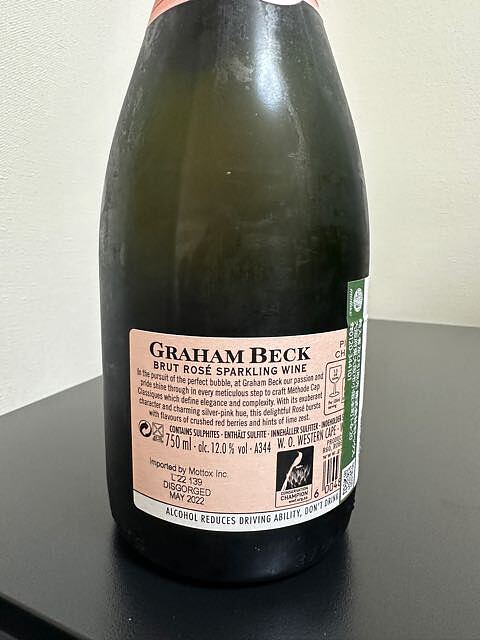 GRAHAM BECK
BRUT ROSÉ SPARKLING WINE
In the pursuit of the perfect bubble, at Graham Beck our passion and
pride shine through in every meticulous step to craft Méthode Cap
Classiques which define elegance and complexity. With its exuberant
character and charming silver-pink hue, this delightful Rosé bursts
with flavours of crushed red berries and hints of lime zest.
CONTAINS SULPHITES - ENTHÄLT SULFITE - INNEHÅLLER SULFITER -
750 ml - alc. 12.0 % vol - A344 W. O. WESTERN CAPE -
Imported by Mottox Inc.
L'22 139
DISGORGED
MAY 2022
CONSERVATION
CHAMPION
ALCOHOL REDUCES DRIVING ABILITY, DON'T DRINK